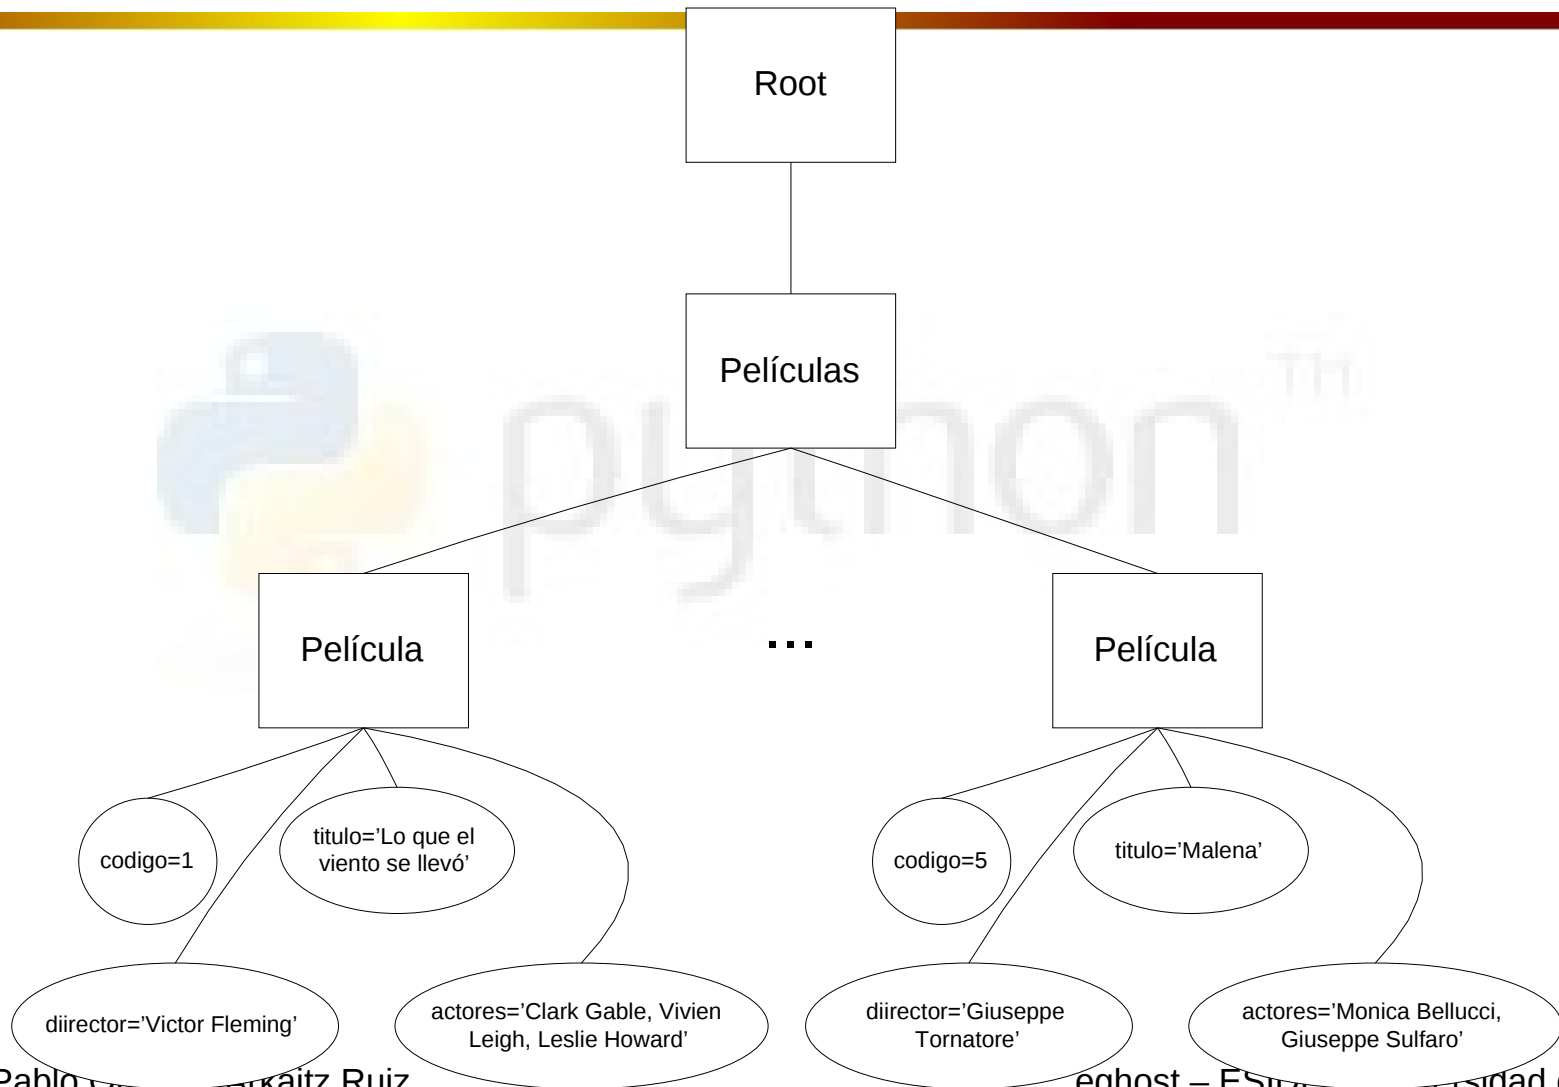 Root
Películas
python™
Película
...
Película
codigo=1
titulo=’Lo que el
viento se llevó’
codigo=5
titulo=’Malena’
diirector=’Victor Fleming’
actores=’Clark Gable, Vivien
Leigh, Leslie Howard’
diirector=’Giuseppe
Tornatore’
actores=’Monica Bellucci,
Giuseppe Sulfaro’
Pablo Ruiz
eghost –